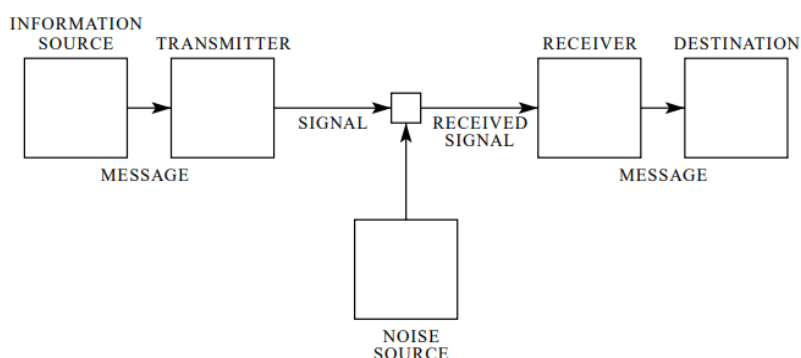 INFORMATION
SOURCE
TRANSMITTER
RECEIVER
DESTINATION
SIGNAL
RECEIVED
SIGNAL
MESSAGE
MESSAGE
NOISE
SOURCE